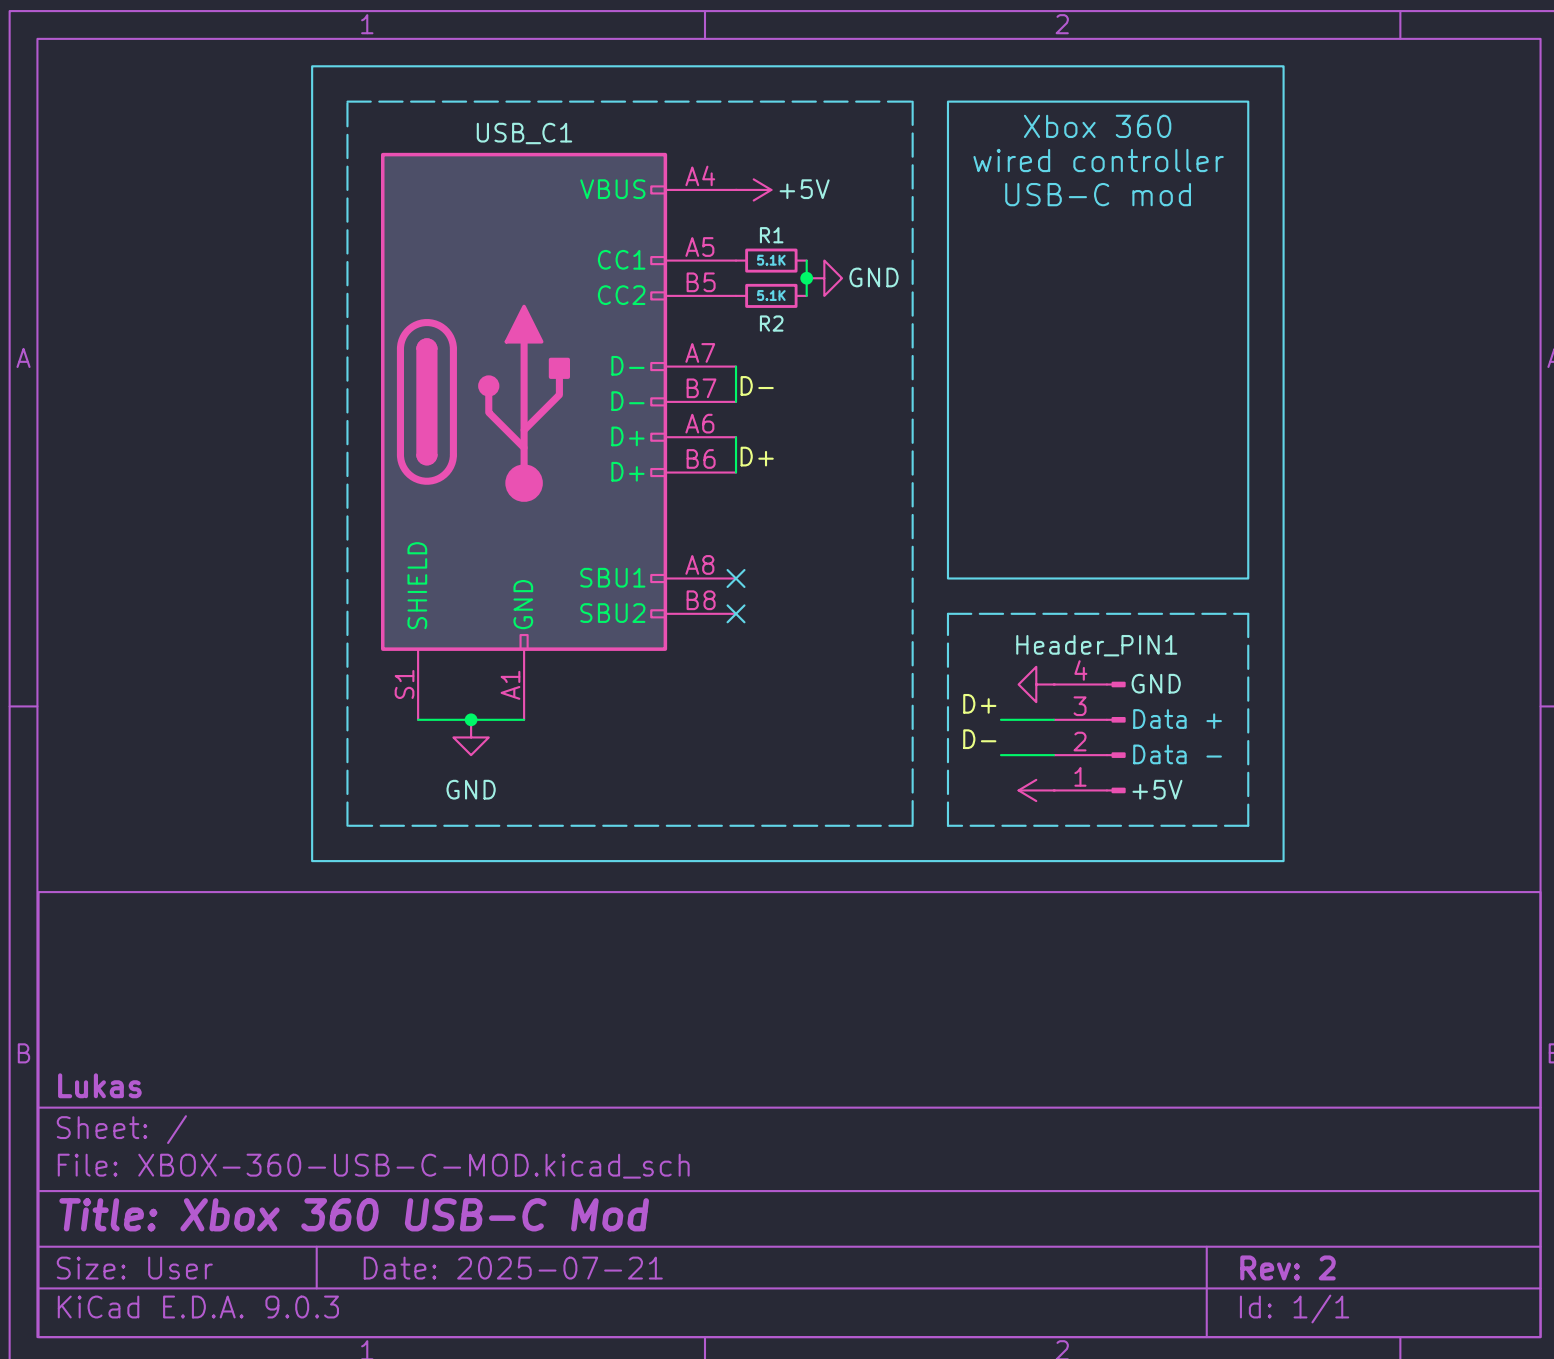 1
2
USB_C1
Xbox 360
wired controller
USB-C mod
VBUS
A4
+5V
R1
CC1
A5
5.1K
GND
CC2
B5
5.1K
R2
A
A
D-
A7
D-
D-
B7
D+
A6
D+
D+
B6
SHIELD
GND
SBU1
A8
SBU2
B8
S1
A1
GND
Header_PIN1
4
GND
D+
3
Data +
D-
2
Data -
1
+5V
B
Lukas
Sheet: /
File: XBOX-360-USB-C-MOD.kicad_sch
Title: Xbox 360 USB-C Mod
Size: User
Date: 2025-07-21
Rev: 2
KiCad E.D.A. 9.0.3
Id: 1/1
1
2